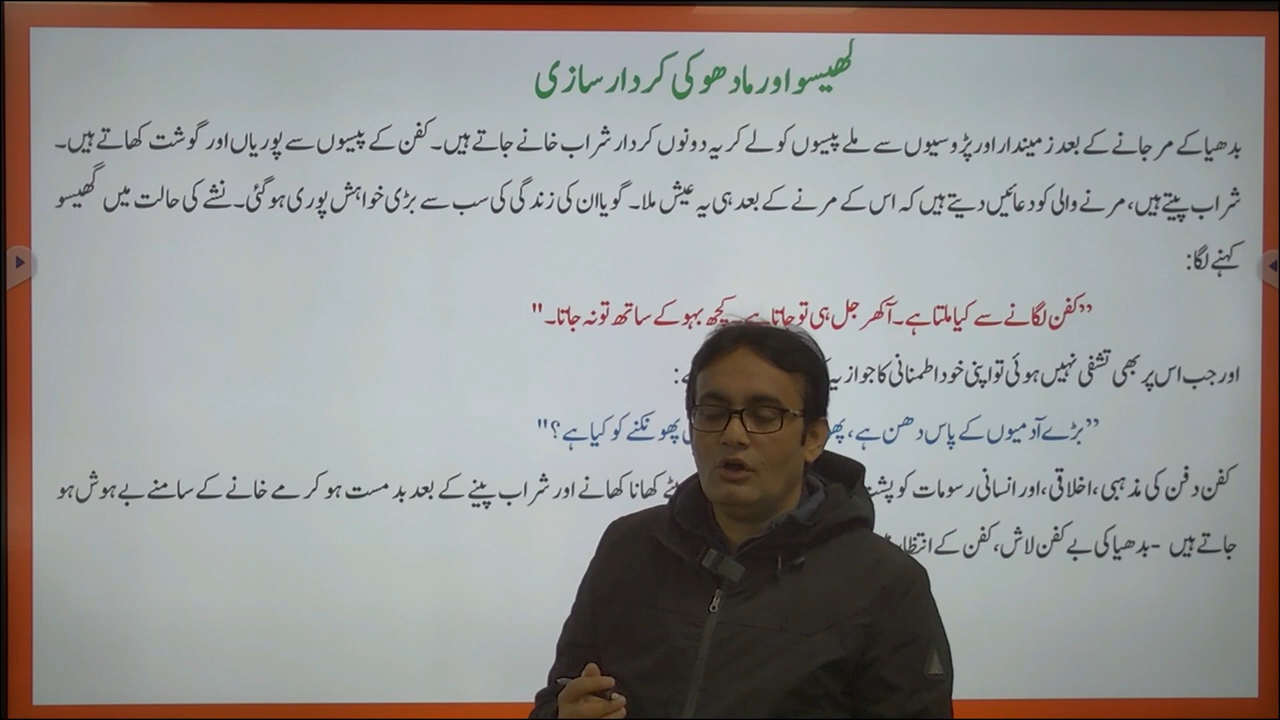 گھیسو اور مادھو کی کردار سازی
بدھیا کے مر جانے کے بعد زمیندار اور پڑوسیوں سے ملے پیسوں کو لے کر یہ دونوں کردار شراب خانے جاتے ہیں۔ کفن کے پیسوں سے پوریاں اور گوشت کھاتے ہیں۔
شراب پیتے ہیں، مرنے والی کو دعائیں دیتے ہیں کہ اس کے مرنے کے بعد ہی یہ عیش ملا۔ گویا ان کی زندگی کی سب سے بڑی خواہش پوری ہو گئی۔ نشے کی حالت میں گھیسو
کہنے لگا:
”کفن لگانے سے کیا ملتا ہے۔ آکھر جل ہی تو جاتا ہے۔ کچھ بہو کے ساتھ تو نہ جاتا۔"
اور جب اس پر بھی تشفی نہیں ہوئی تو اپنی خود اطمنانی کا جواز یہ :
”بڑے آدمیوں کے پاس دھن ہے، پھونکنے کو کیا ہے؟"
کفن دفن کی مذہبی، اخلاقی، اور انسانی رسومات کو کھانا کھانے اور شراب پینے کے بعد بد مست ہو کر مے خانے کے سامنے بے ہوش ہو
جاتے ہیں - بدھیا کی بے کفن لاش، کفن کے